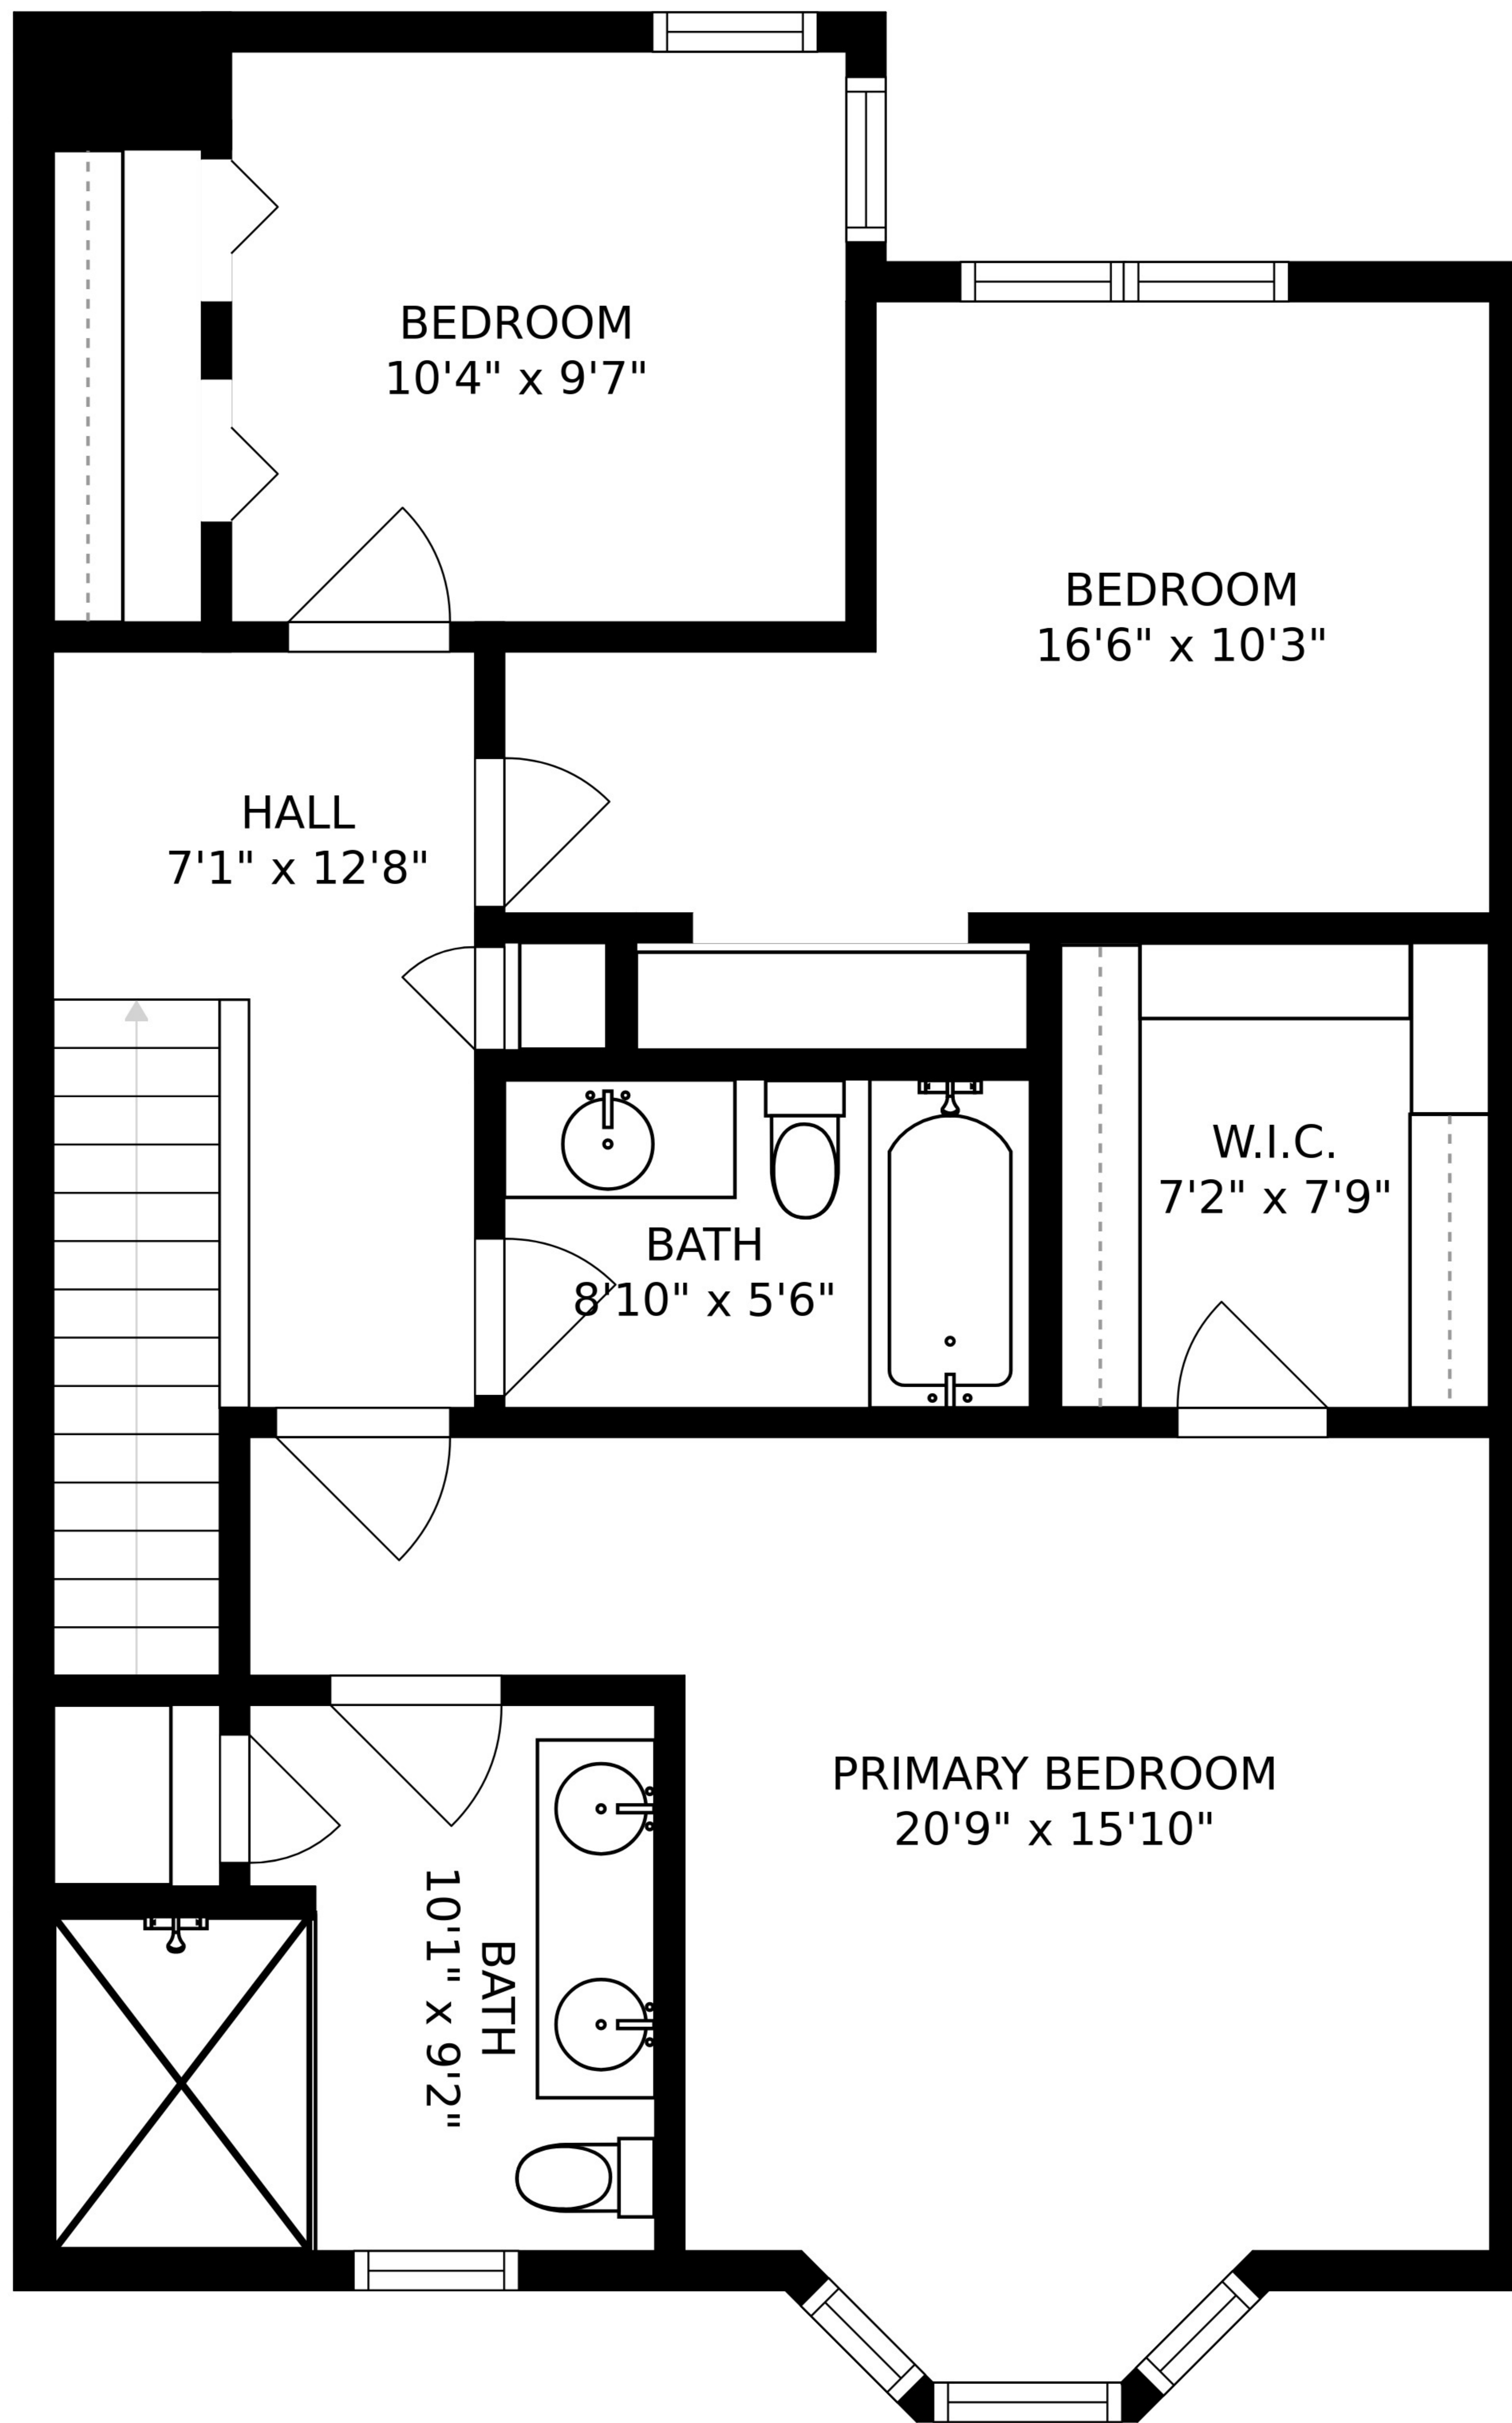 BEDROOM
10'4" x 9'7"
BEDROOM
16'6" x 10'3"
HALL
7'1" x 12'8"
W.I.C.
7'2" x 7'9"
BATH
8'10" x 5'6"
PRIMARY BEDROOM
20'9" x 15'10"
BATH
10'1" x 9'2"